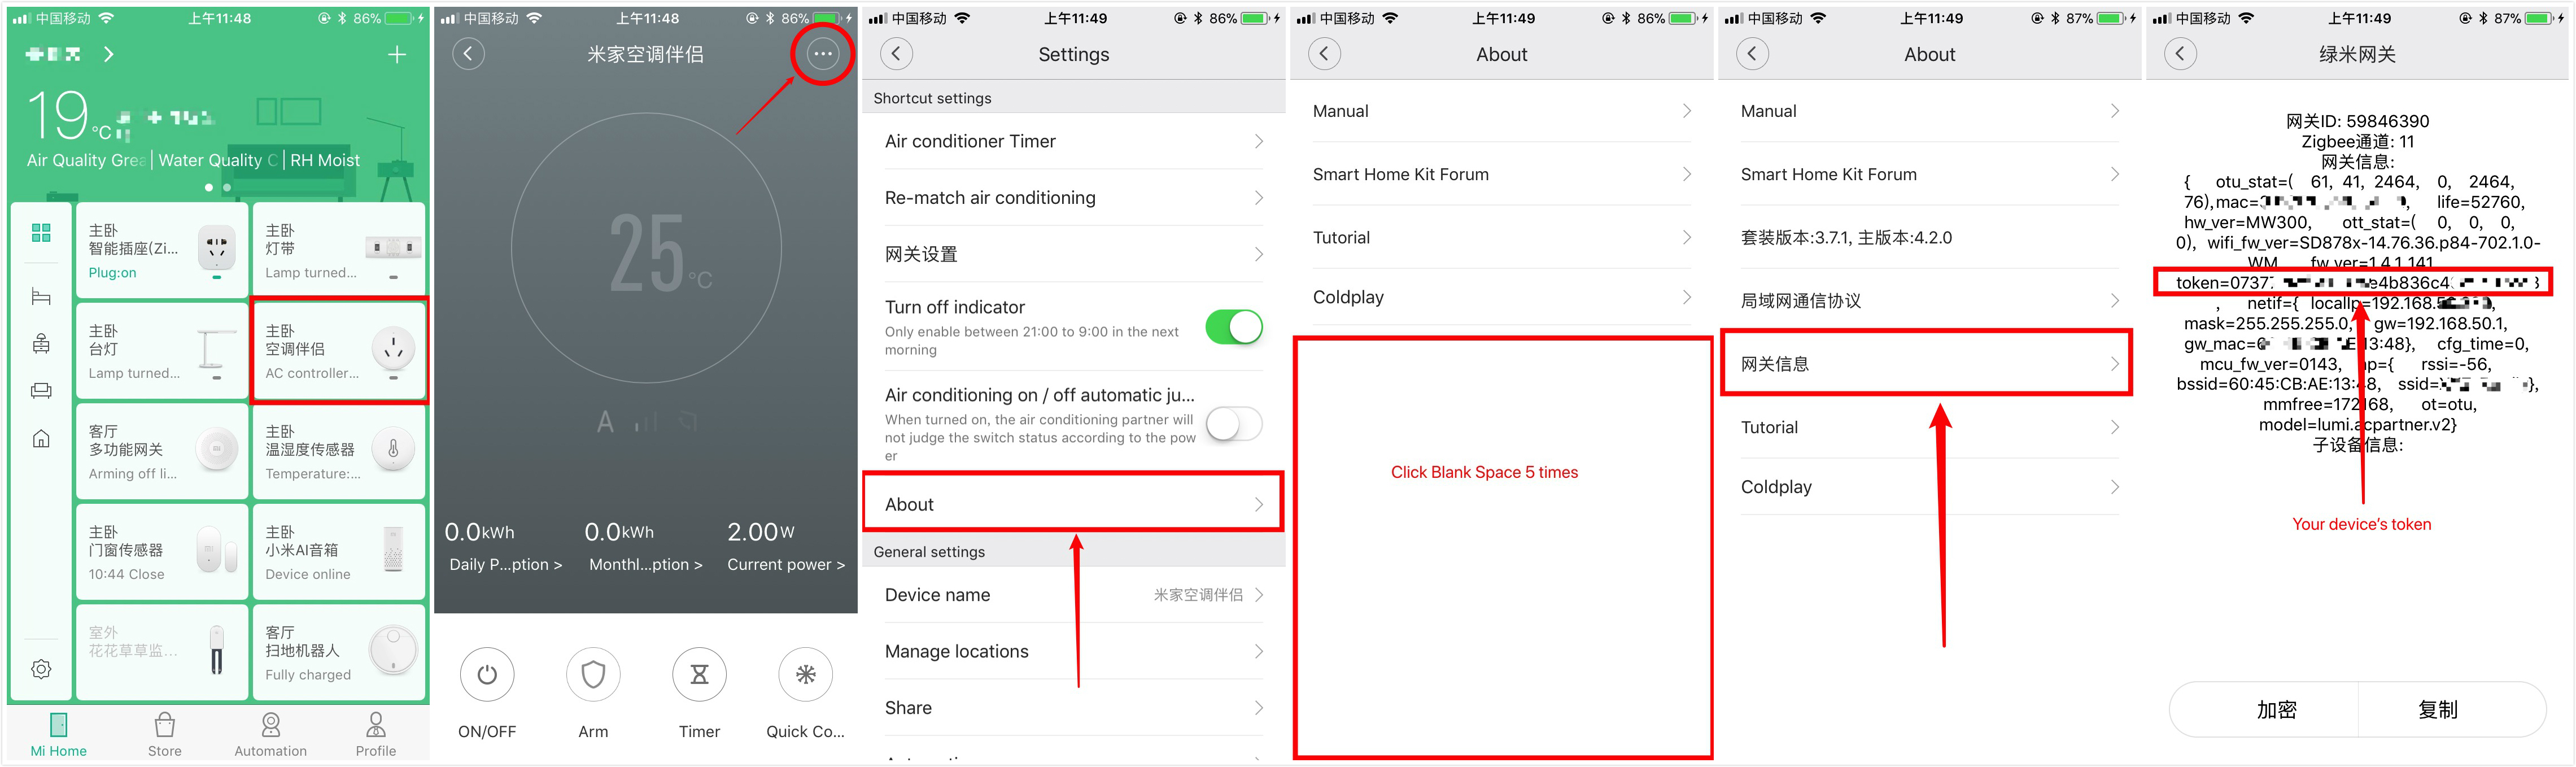 中国移动 上午11:48 86%
19°C
Air Quality Grea Water Quality C RH Moist
主卧
智能插座(Zi...
Plug:on
主卧
灯带
Lamp turned...
主卧
台灯
Lamp turned...
主卧
空调伴侣
AC controller...
客厅
多功能网关
Arming off li...
主卧
温湿度传感器
Temperature:...
主卧
门窗传感器
10:44 Close
主卧
小米AI音箱
Device online
室外
花花草草监...
客厅
扫地机器人
Fully charged
Mi Home Store Automation Profile
中国移动 上午11:48 86%
米家空调伴侣
25°C
A
0.0kWh 0.0kWh 2.00W
Daily P...ption > Monthl...ption > Current power >
ON/OFF Arm Timer Quick Co...
中国移动 上午11:49 86%
Settings
Shortcut settings
Air conditioner Timer
Re-match air conditioning
网关设置
Turn off indicator
Only enable between 21:00 to 9:00 in the next
morning
Air conditioning on / off automatic ju...
When turned on, the air conditioning partner will
not judge the switch status according to the pow
er
About
General settings
Device name 米家空调伴侣
Manage locations
Share
中国移动 上午11:49 86%
About
Manual
Smart Home Kit Forum
Tutorial
Coldplay
Click Blank Space 5 times
中国移动 上午11:49 87%
About
Manual
Smart Home Kit Forum
套装版本:3.7.1, 主版本:4.2.0
局域网通信协议
网关信息
Tutorial
Coldplay
中国移动 上午11:49 87%
绿米网关
网关ID: 59846390
Zigbee通道: 11
网关信息:
{ otu_stat=( 61, 41, 2464, 0, 2464,
76),mac= life=52760,
hw_ver=MW300, ott_stat=( 0, 0, 0,
0), wifi_fw_ver=SD878x-14.76.36.p84-702.1.0-
WM fw_ver=1.4.1.141
token=0737 e4b836c4
, netif={ localIp=192.168.5
mask=255.255.255.0, gw=192.168.50.1,
gw_mac= 13:48}, cfg_time=0,
mcu_fw_ver=0143, ap={ rssi=-56,
bssid=60:45:CB:AE:13:48, ssid= },
mmfree=172168, ot=otu,
model=lumi.acpartner.v2}
子设备信息:
Your device's token
加密 复制